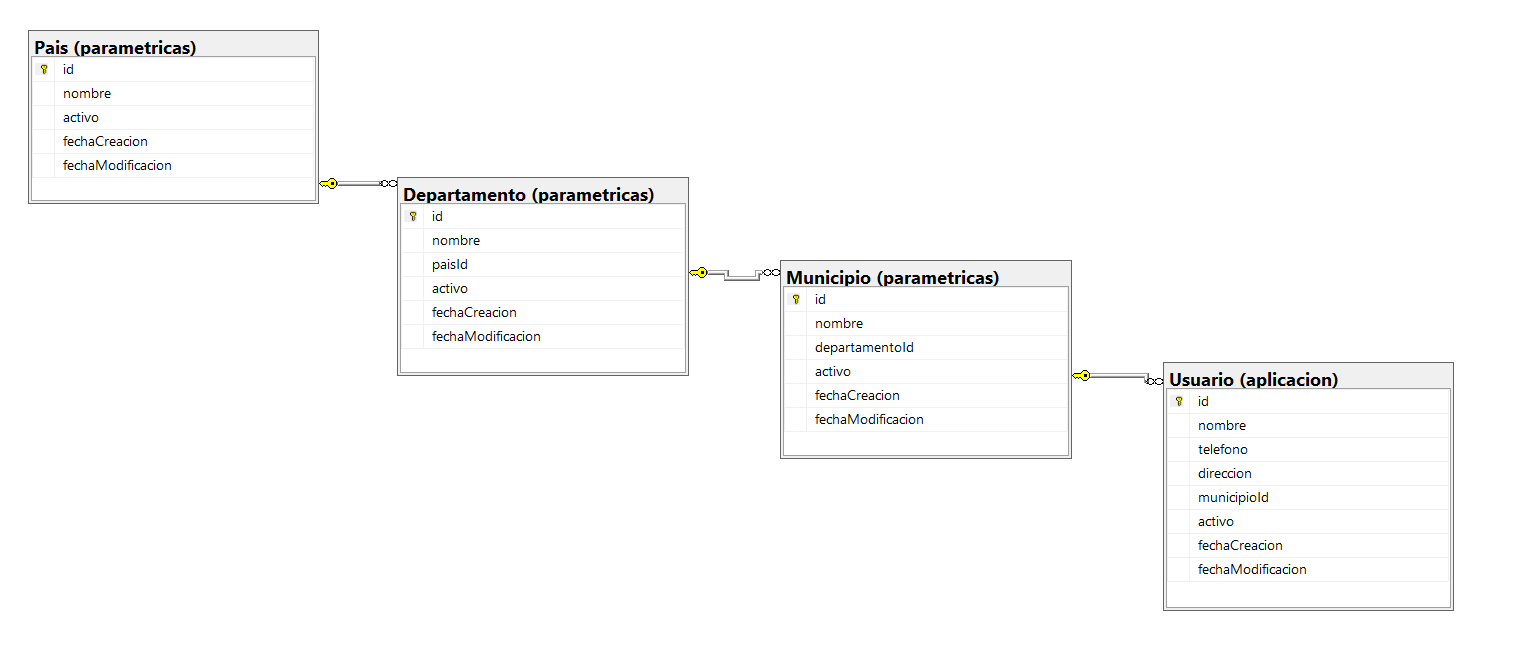 Pais (parametricas)
id
nombre
activo
fechaCreacion
fechaModificacion
Departamento (parametricas)
id
nombre
paisId
activo
fechaCreacion
fechaModificacion
Municipio (parametricas)
id
nombre
departamentoId
activo
fechaCreacion
fechaModificacion
Usuario (aplicacion)
id
nombre
telefono
direccion
municipioId
activo
fechaCreacion
fechaModificacion